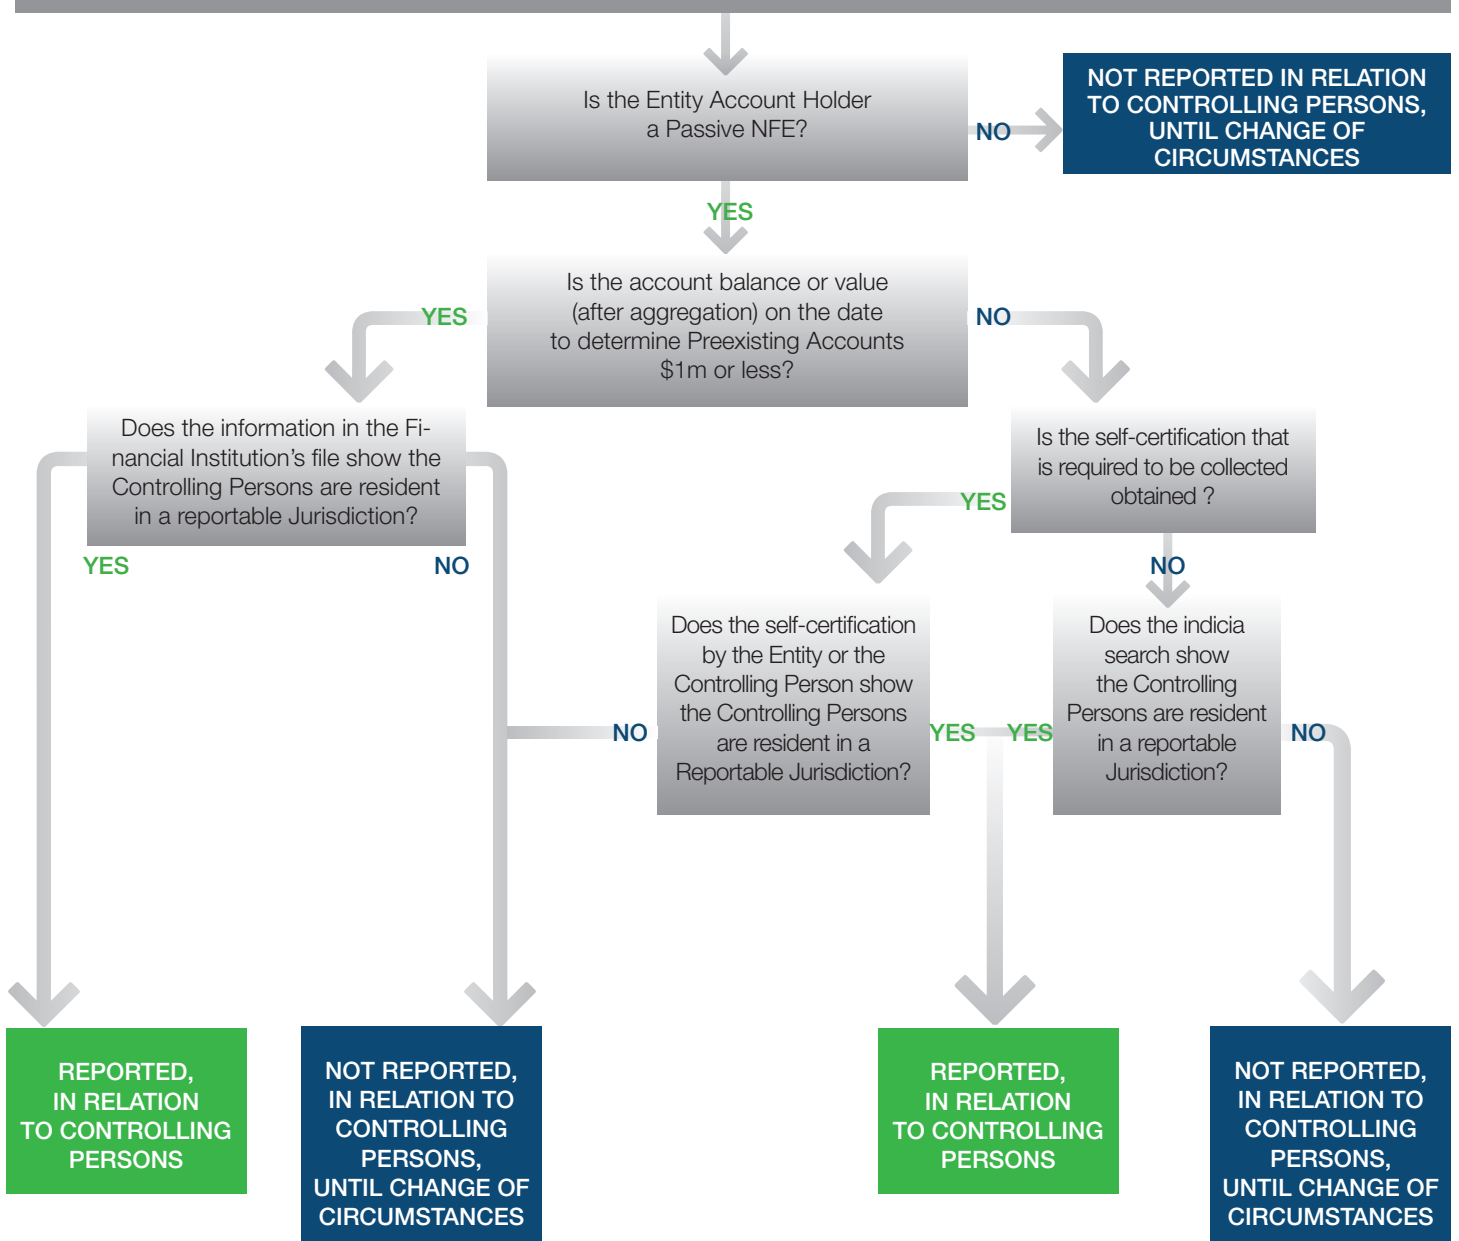 Is the Entity Account Holder
a Passive NFE?
NO
NOT REPORTED IN RELATION
TO CONTROLLING PERSONS,
UNTIL CHANGE OF
CIRCUMSTANCES
YES
Is the account balance or value
(after aggregation) on the date
to determine Preexisting Accounts
$1m or less?
YES
NO
Does the information in the Fi-
nancial Institution’s file show the
Controlling Persons are resident
in a reportable Jurisdiction?
YES
NO
Is the self-certification that
is required to be collected
obtained ?
YES
NO
Does the self-certification
by the Entity or the
Controlling Person show
the Controlling Persons
are resident in a
Reportable Jurisdiction?
NO
YES
Does the indicia
search show
the Controlling
Persons are resident
in a reportable
Jurisdiction?
YES
NO
REPORTED,
IN RELATION
TO CONTROLLING
PERSONS
NOT REPORTED,
IN RELATION TO
CONTROLLING
PERSONS,
UNTIL CHANGE OF
CIRCUMSTANCES
REPORTED,
IN RELATION
TO CONTROLLING
PERSONS
NOT REPORTED,
IN RELATION TO
CONTROLLING
PERSONS,
UNTIL CHANGE OF
CIRCUMSTANCES